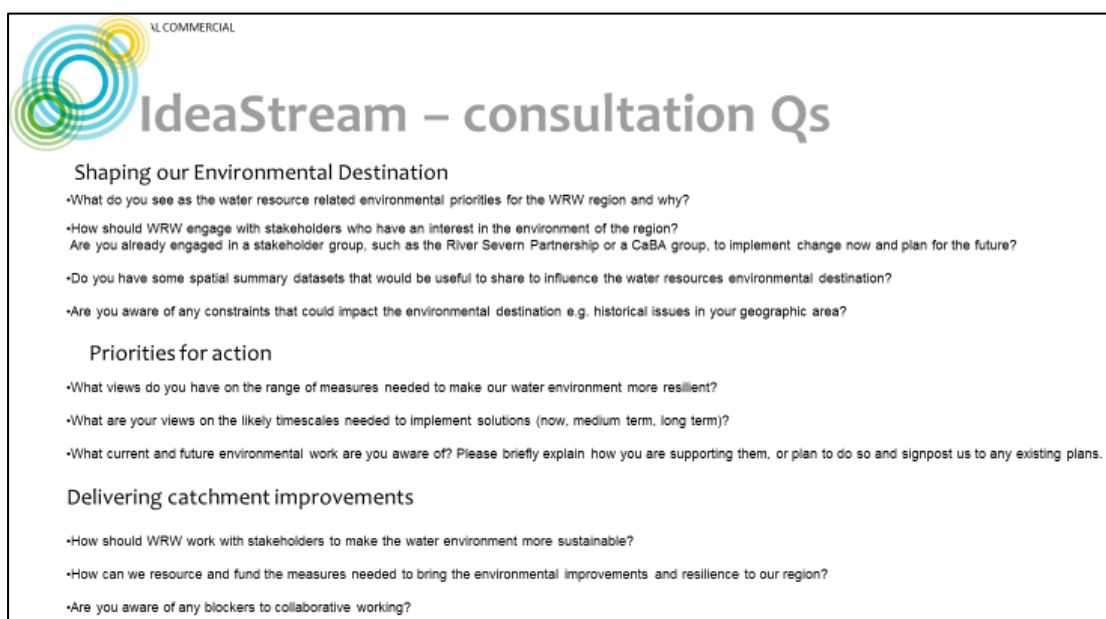 AL COMMERCIAL
IdeaStream – consultation Qs
Shaping our Environmental Destination
•What do you see as the water resource related environmental priorities for the WRW region and why?
•How should WRW engage with stakeholders who have an interest in the environment of the region?
Are you already engaged in a stakeholder group, such as the River Severn Partnership or a CaBA group, to implement change now and plan for the future?
•Do you have some spatial summary datasets that would be useful to share to influence the water resources environmental destination?
•Are you aware of any constraints that could impact the environmental destination e.g. historical issues in your geographic area?
Priorities for action
•What views do you have on the range of measures needed to make our water environment more resilient?
•What are your views on the likely timescales needed to implement solutions (now, medium term, long term)?
•What current and future environmental work are you aware of? Please briefly explain how you are supporting them, or plan to do so and signpost us to any existing plans.
Delivering catchment improvements
•How should WRW work with stakeholders to make the water environment more sustainable?
•How can we resource and fund the measures needed to bring the environmental improvements and resilience to our region?
•Are you aware of any blockers to collaborative working?